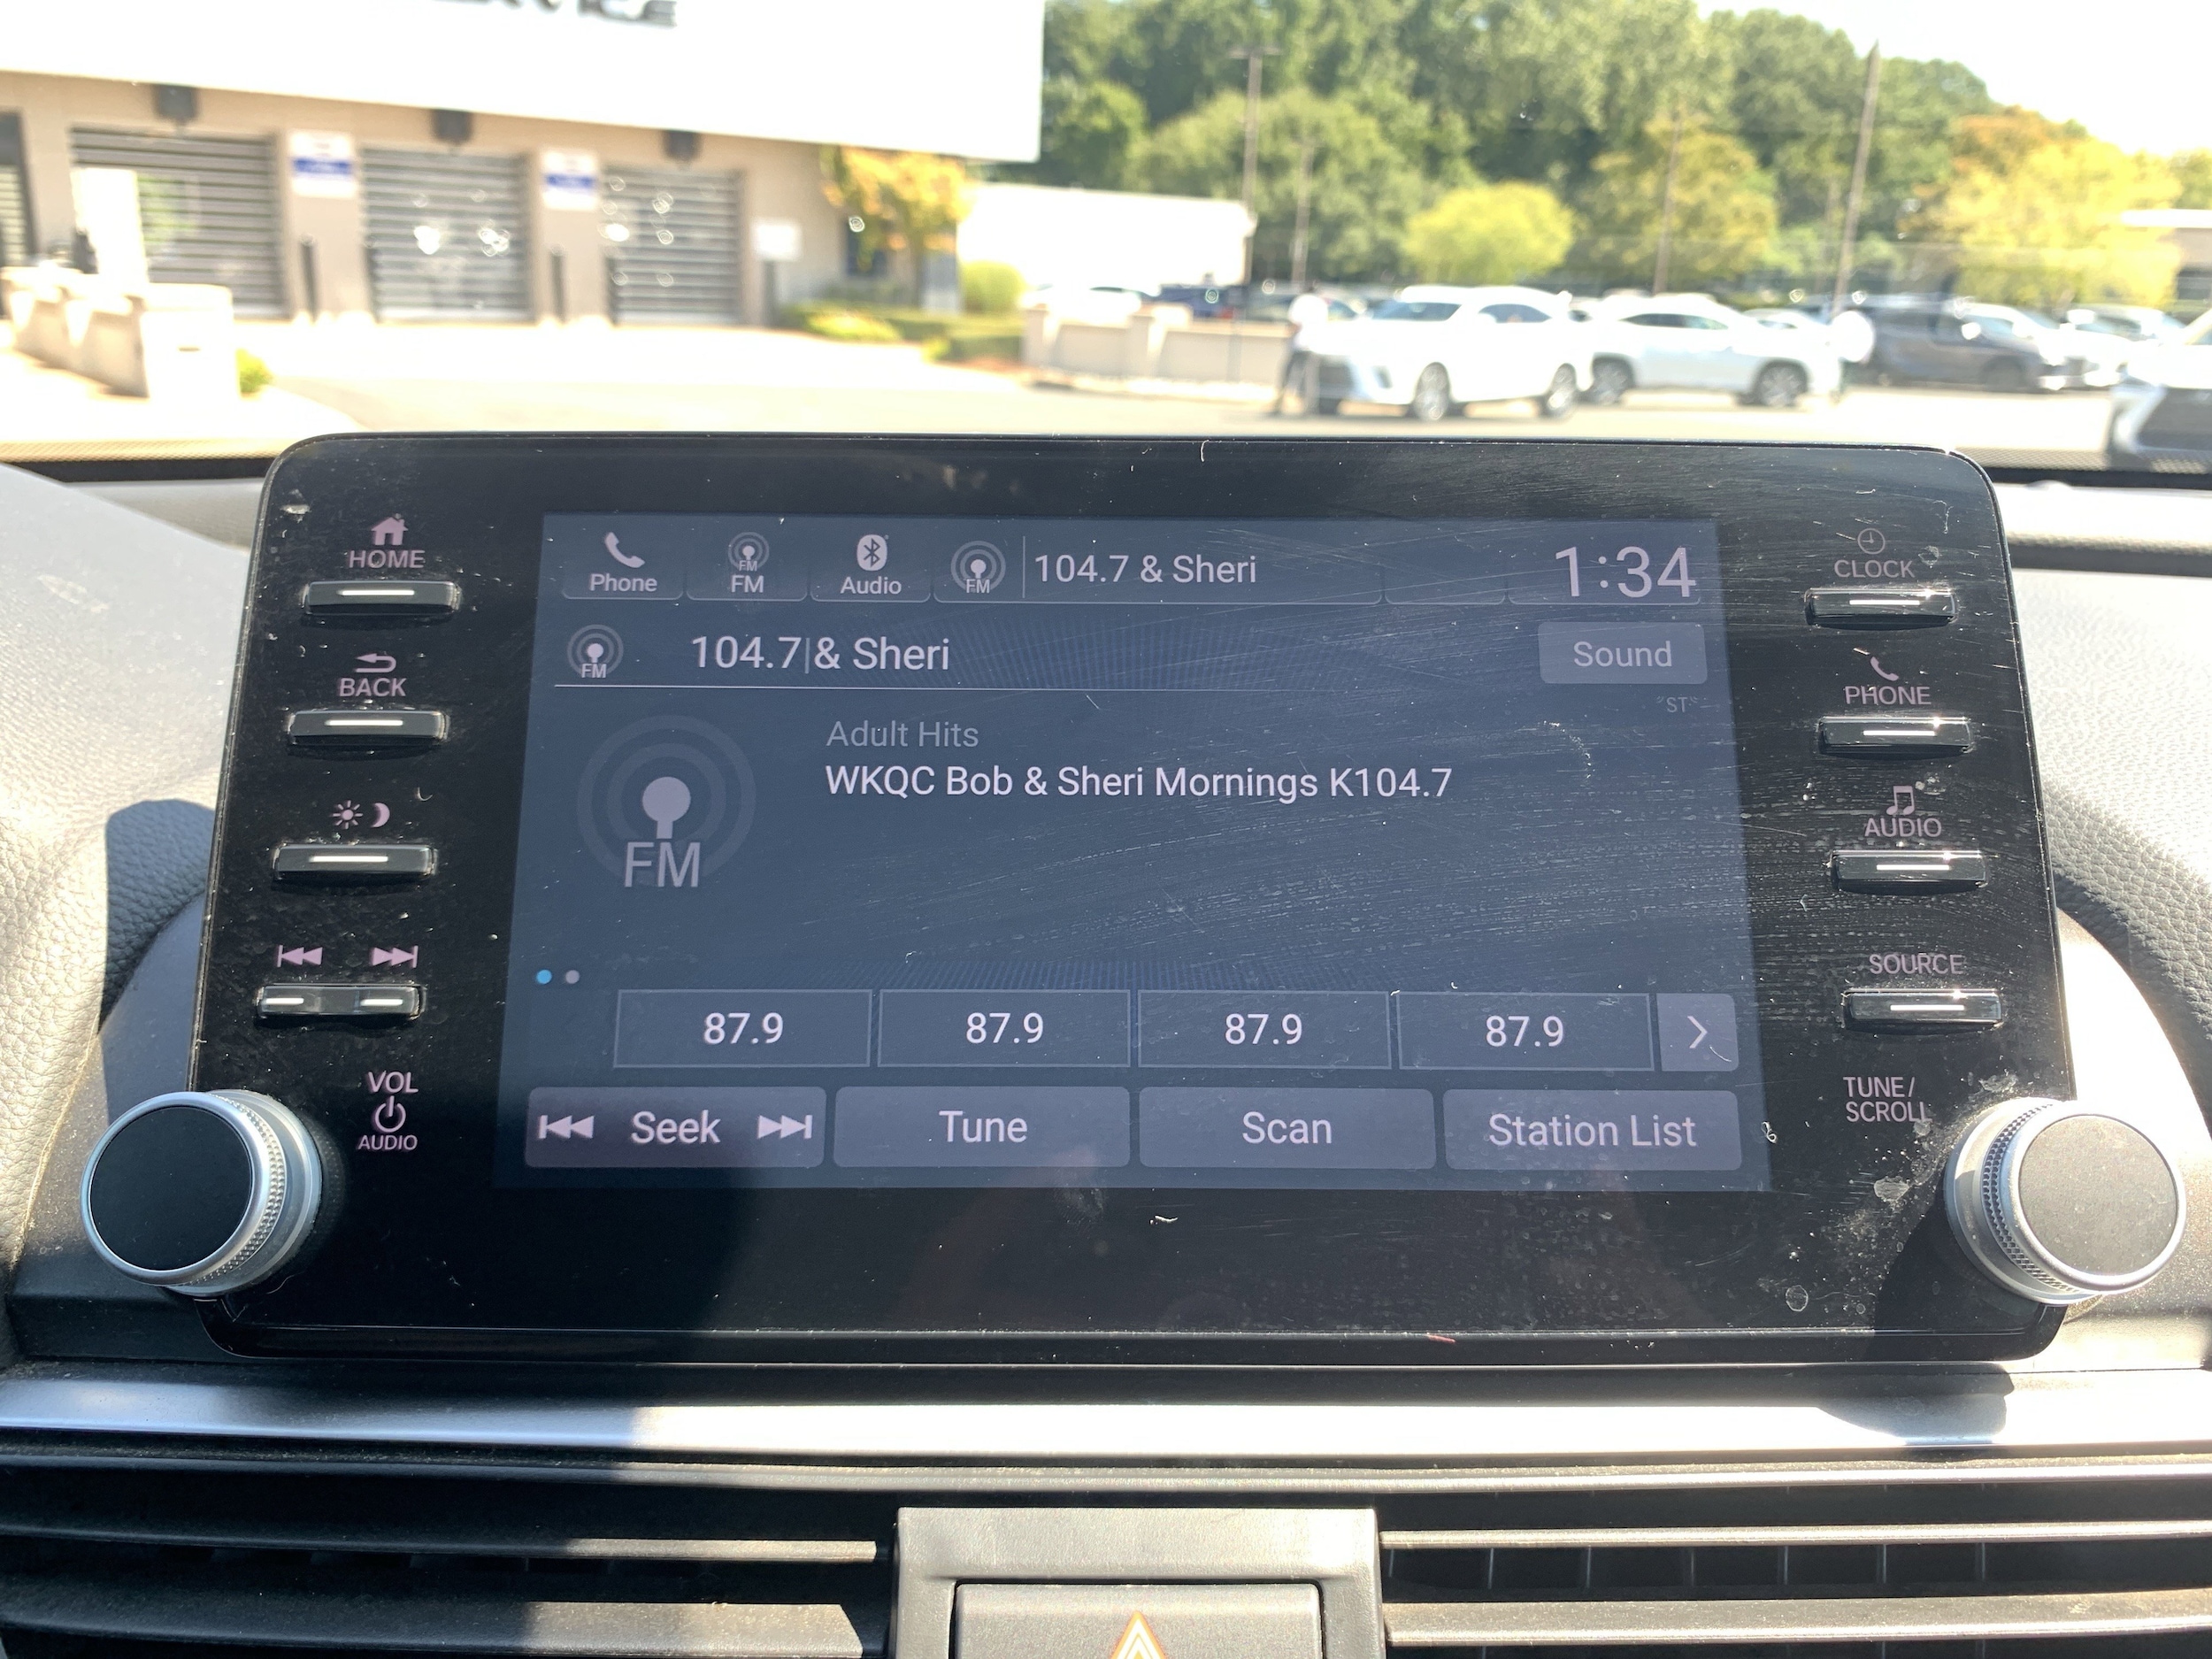 HOME
BACK
VOL
AUDIO
Phone
FM
FM
Audio
FM
104.7 & Sheri
1:34
FM
104.7 & Sheri
Sound
"ST"
Adult Hits
WKQC Bob & Sheri Mornings K104.7
FM
87.9
87.9
87.9
87.9
Seek
Tune
Scan
Station List
CLOCK
PHONE
AUDIO
SOURCE
TUNE/
SCROLL